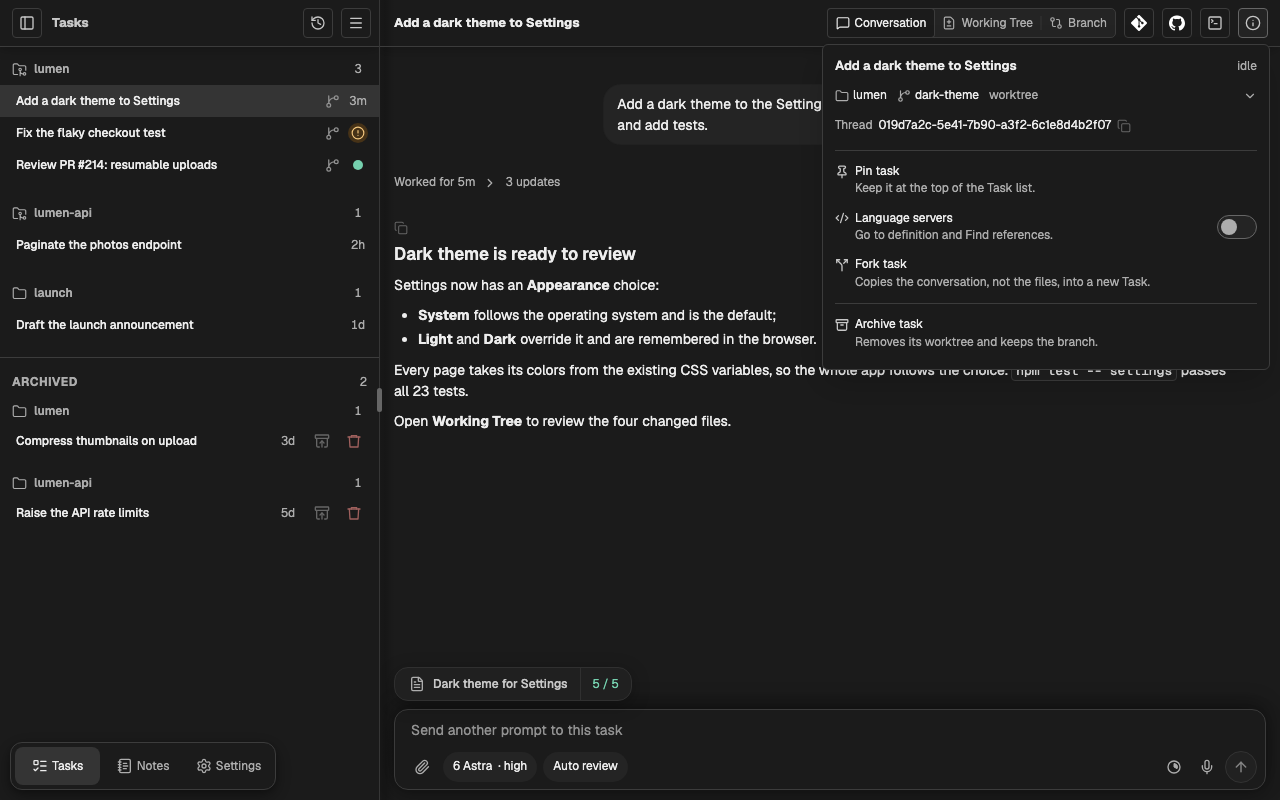 Tasks
lumen 3
Add a dark theme to Settings 3m
Fix the flaky checkout test
Review PR #214: resumable uploads
lumen-api 1
Paginate the photos endpoint 2h
launch 1
Draft the launch announcement 1d
ARCHIVED 2
lumen 1
Compress thumbnails on upload 3d
lumen-api 1
Raise the API rate limits 5d
Tasks Notes Settings
Add a dark theme to Settings
Conversation Working Tree Branch
Add a dark theme to the Setting
and add tests.
Worked for 5m 3 updates
Dark theme is ready to review
Settings now has an Appearance choice:
• System follows the operating system and is the default;
• Light and Dark override it and are remembered in the browser.
Every page takes its colors from the existing CSS variables, so the whole app follows the choice. npm test -- settings passes
all 23 tests.
Open Working Tree to review the four changed files.
Add a dark theme to Settings idle
lumen dark-theme worktree
Thread 019d7a2c-5e41-7b90-a3f2-6c1e8d4b2f07
Pin task
Keep it at the top of the Task list.
Language servers
Go to definition and Find references.
Fork task
Copies the conversation, not the files, into a new Task.
Archive task
Removes its worktree and keeps the branch.
Dark theme for Settings 5 / 5
Send another prompt to this task
6 Astra · high Auto review